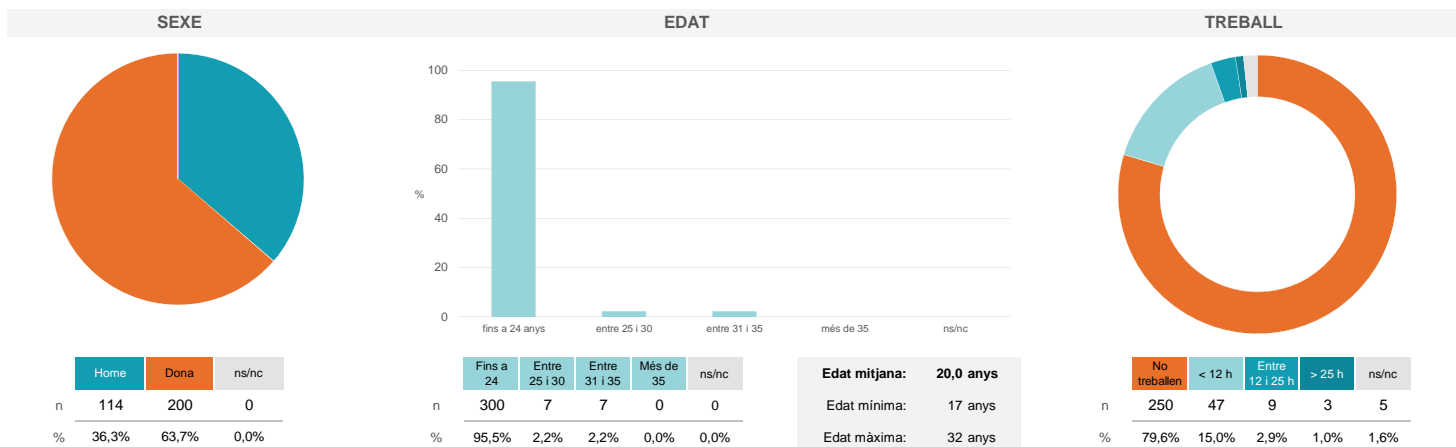 SEXE EDAT TREBALL
100
80
60
%
40
20
0
fins a 24 anys entre 25 i 30 entre 31 i 35 més de 35 ns/nc
Home Dona ns/nc
n 114 200 0
% 36,3% 63,7% 0,0%
Fins a 24 Entre 25 i 30 Entre 31 i 35 Més de 35 ns/nc
n 300 7 7 0 0
% 95,5% 2,2% 2,2% 0,0% 0,0%
Edat mitjana: 20,0 anys
Edat mínima: 17 anys
Edat màxima: 32 anys
No treballen < 12 h Entre 12 i 25 h > 25 h ns/nc
n 250 47 9 3 5
% 79,6% 15,0% 2,9% 1,0% 1,6%